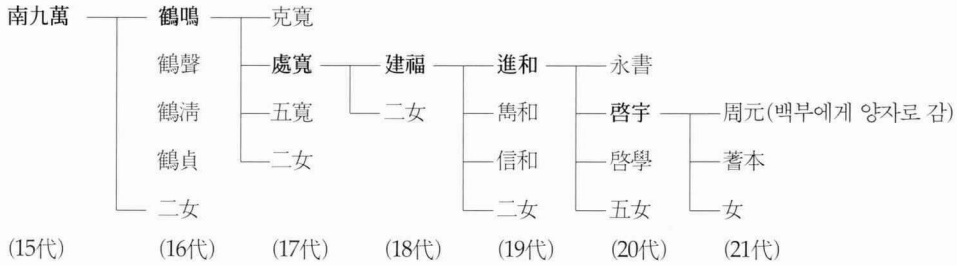 南九萬 鶴鳴 克寬
鶴聲 處寬 建福 進和 永書
鶴淸 五寬 二女 雋和 啓宇 周元(백부에게 양자로 감)
鶴貞 二女 信和 啓學 蓍本
二女 二女 五女 女
(15代) (16代) (17代) (18代) (19代) (20代) (21代)